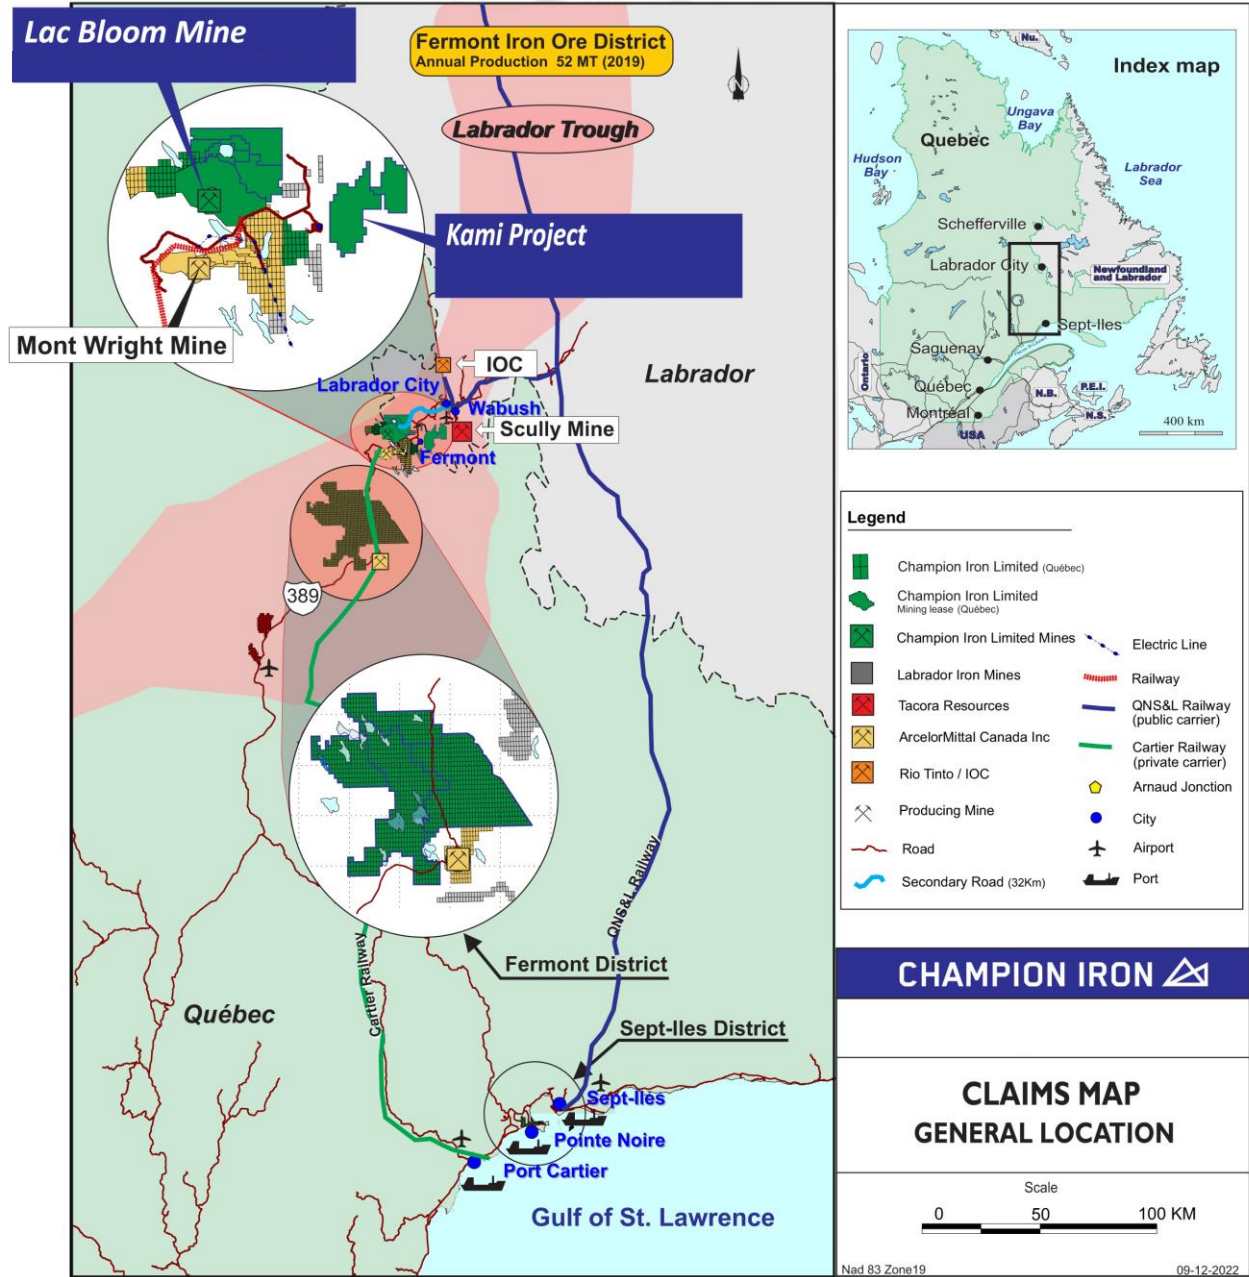 Lac Bloom Mine
Fermont Iron Ore District
Annual Production 52 MT (2019)
N
Labrador Trough
Kami Project
Mont Wright Mine
IOC
Labrador City
Wabush
Scully Mine
Fermont
Labrador
389
QNS&L Railway
Cartier Railway
Fermont District
Québec
Sept-Iles District
Sept-Iles
Pointe Noire
Port Cartier
Gulf of St. Lawrence
Index map
Nu.
Ungava
Bay
Quebec
Hudson
Bay
Labrador
Sea
Schefferville
Labrador City
Newfoundland
and Labrador
Sept-Iles
Saguenay
Ontario
Québec
N.B.
P.E.I.
N.S.
Montréal
USA
400 km
Legend
Champion Iron Limited (Québec)
Champion Iron Limited
Mining lease (Québec)
Champion Iron Limited Mines
Labrador Iron Mines
Tacora Resources
ArcelorMittal Canada Inc
Rio Tinto / IOC
Producing Mine
Road
Secondary Road (32Km)
Electric Line
Railway
QNS&L Railway
(public carrier)
Cartier Railway
(private carrier)
Arnaud Jonction
City
Airport
Port
CHAMPION IRON
CLAIMS MAP
GENERAL LOCATION
Scale
0 50 100 KM
Nad 83 Zone19
09-12-2022